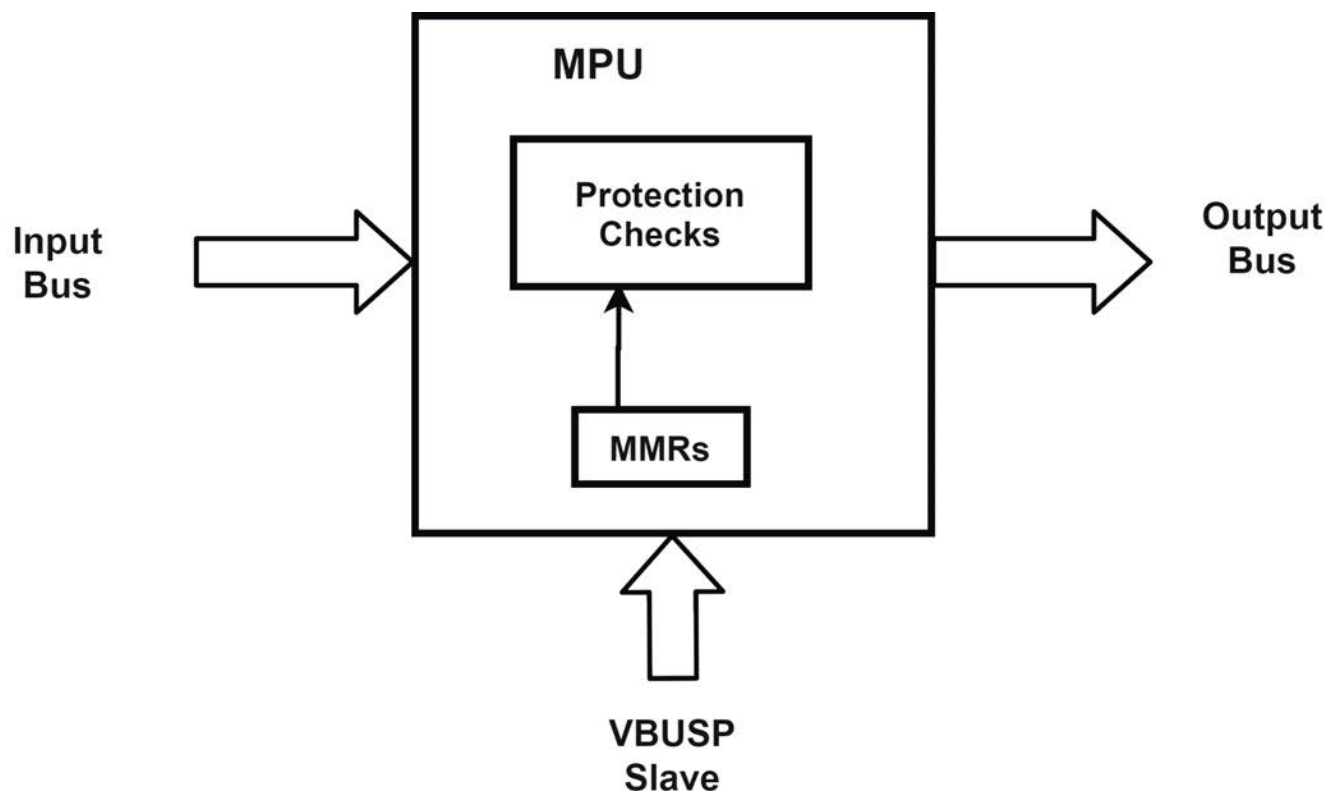 MPU
Protection
Checks
Input
Bus
Output
Bus
MMRs
VBUSP
Slave